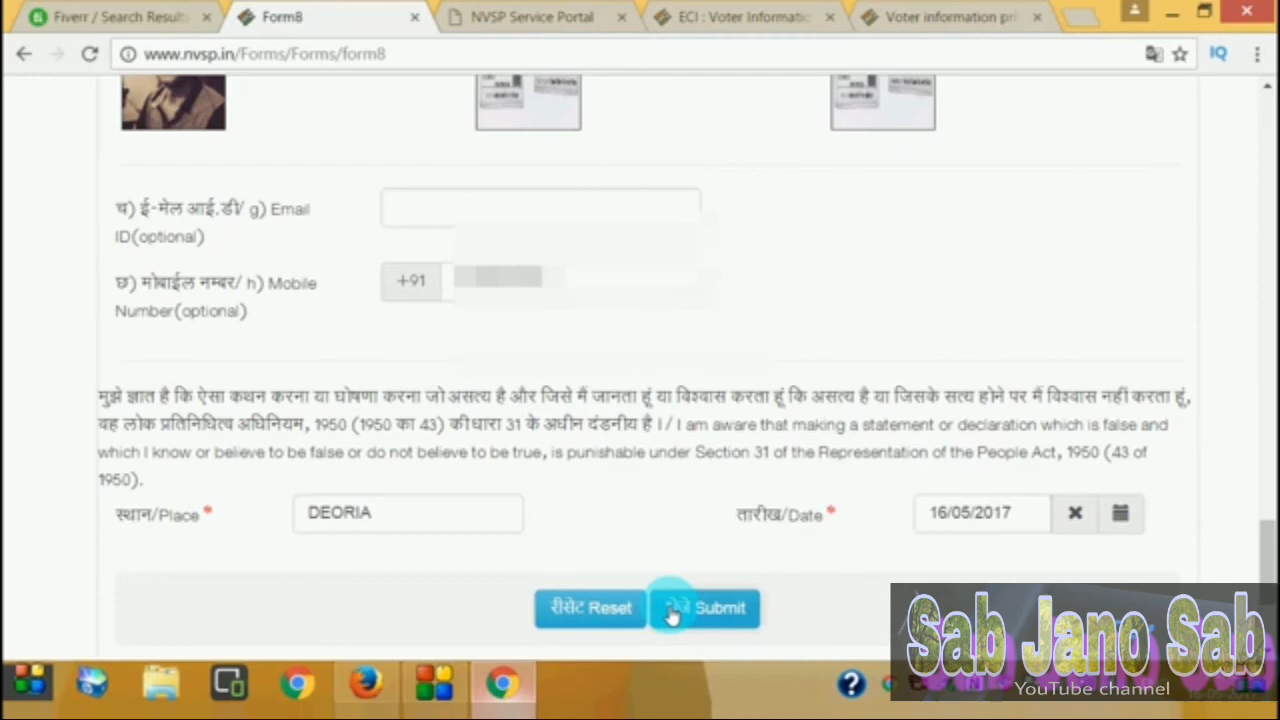 Fiverr / Search Results
Form8
NVSP Service Portal
ECI : Voter Informatio
Voter information pri
www.nvsp.in/Forms/Forms/form8
IQ
च) ई-मेल आई.डी/ g) Email
ID(optional)
छ) मोबाईल नम्बर/ h) Mobile
Number(optional)
+91
मुझे ज्ञात है कि ऐसा कथन करना या घोषणा करना जो असत्य है और जिसे मैं जानता हूं या विश्वास करता हूं कि असत्य है या जिसके सत्य होने पर मैं विश्वास नहीं करता हूं,
वह लोक प्रतिनिधित्व अधिनियम, 1950 (1950 का 43) की धारा 31 के अधीन दंडनीय है I / I am aware that making a statement or declaration which is false and
which I know or believe to be false or do not believe to be true, is punishable under Section 31 of the Representation of the People Act, 1950 (43 of
1950).
स्थान/Place * DEORIA तारीख/Date * 16/05/2017
रीसेट Reset Submit
Sab Jano Sab
YouTube channel